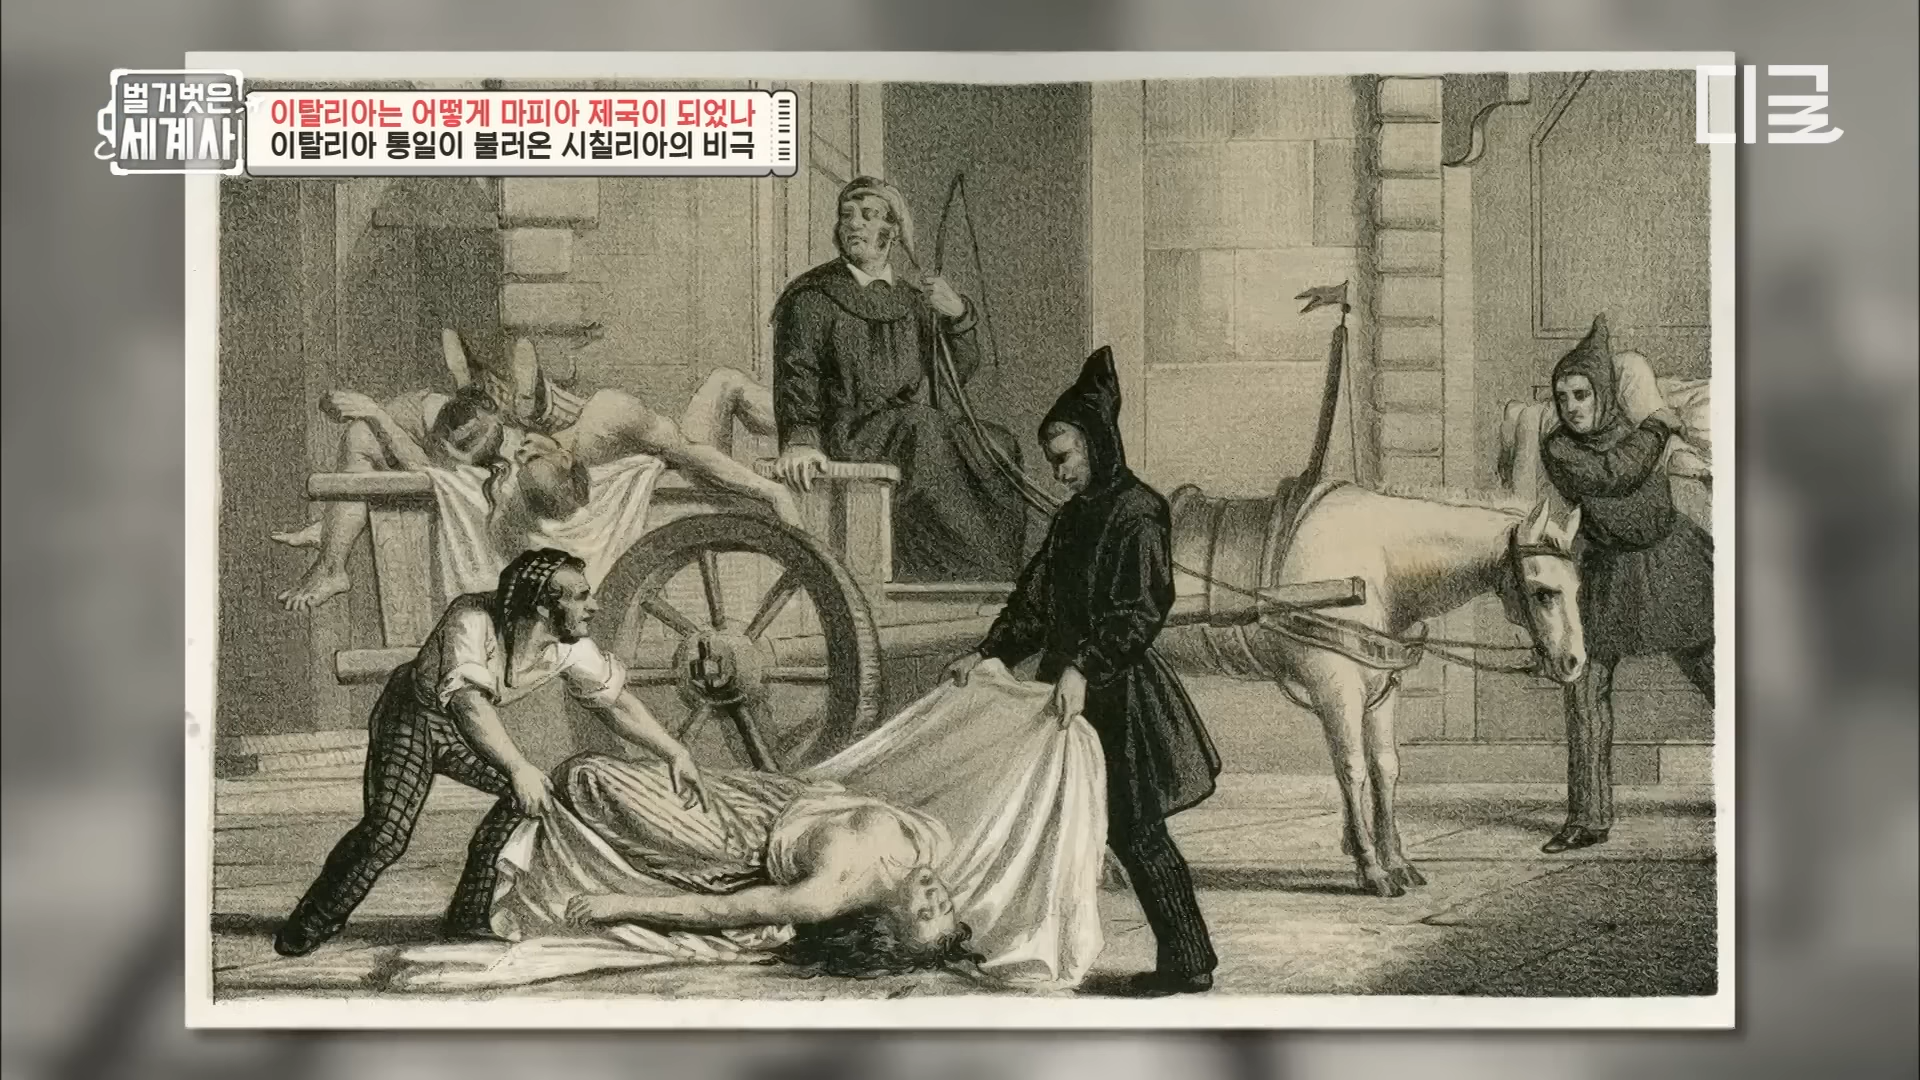 벌거벗은
세계사
이탈리아는 어떻게 마피아 제국이 되었나
이탈리아 통일이 불러온 시칠리아의 비극
디글